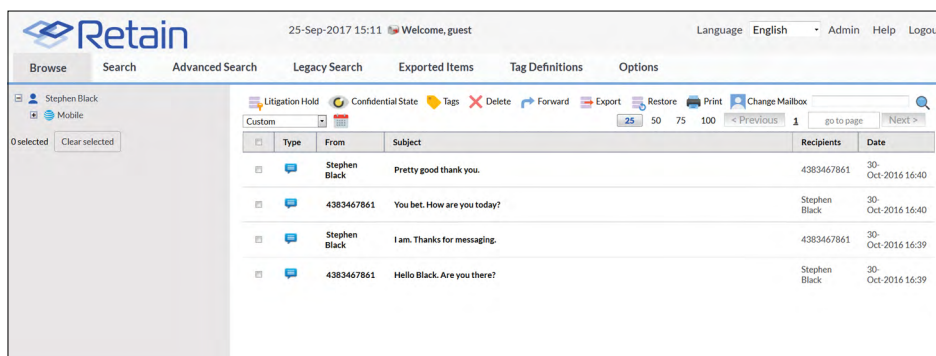 Retain
25-Sep-2017 15:11 Welcome, guest
Language English Admin Help Logou
Browse Search Advanced Search Legacy Search Exported Items Tag Definitions Options
Stephen Black
Mobile
0 selected Clear selected
Litigation Hold Confidential State Tags Delete Forward Export Restore Print Change Mailbox
Custom 25 50 75 100 < Previous 1 go to page Next >
Type From Subject Recipients Date
Stephen Black Pretty good thank you. 4383467861 30-Oct-2016 16:40
4383467861 You bet. How are you today? Stephen Black 30-Oct-2016 16:40
Stephen Black I am. Thanks for messaging. 4383467861 30-Oct-2016 16:39
4383467861 Hello Black. Are you there? Stephen Black 30-Oct-2016 16:39